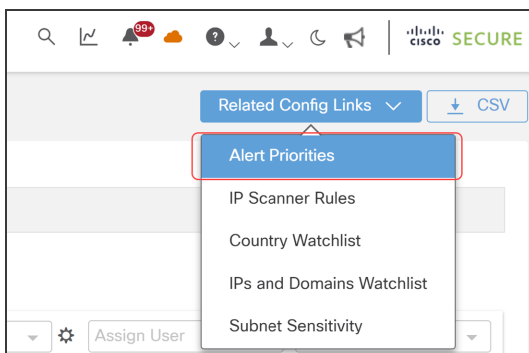 99+
?
cisco SECURE
Related Config Links
CSV
Alert Priorities
IP Scanner Rules
Country Watchlist
IPs and Domains Watchlist
Subnet Sensitivity
Assign User